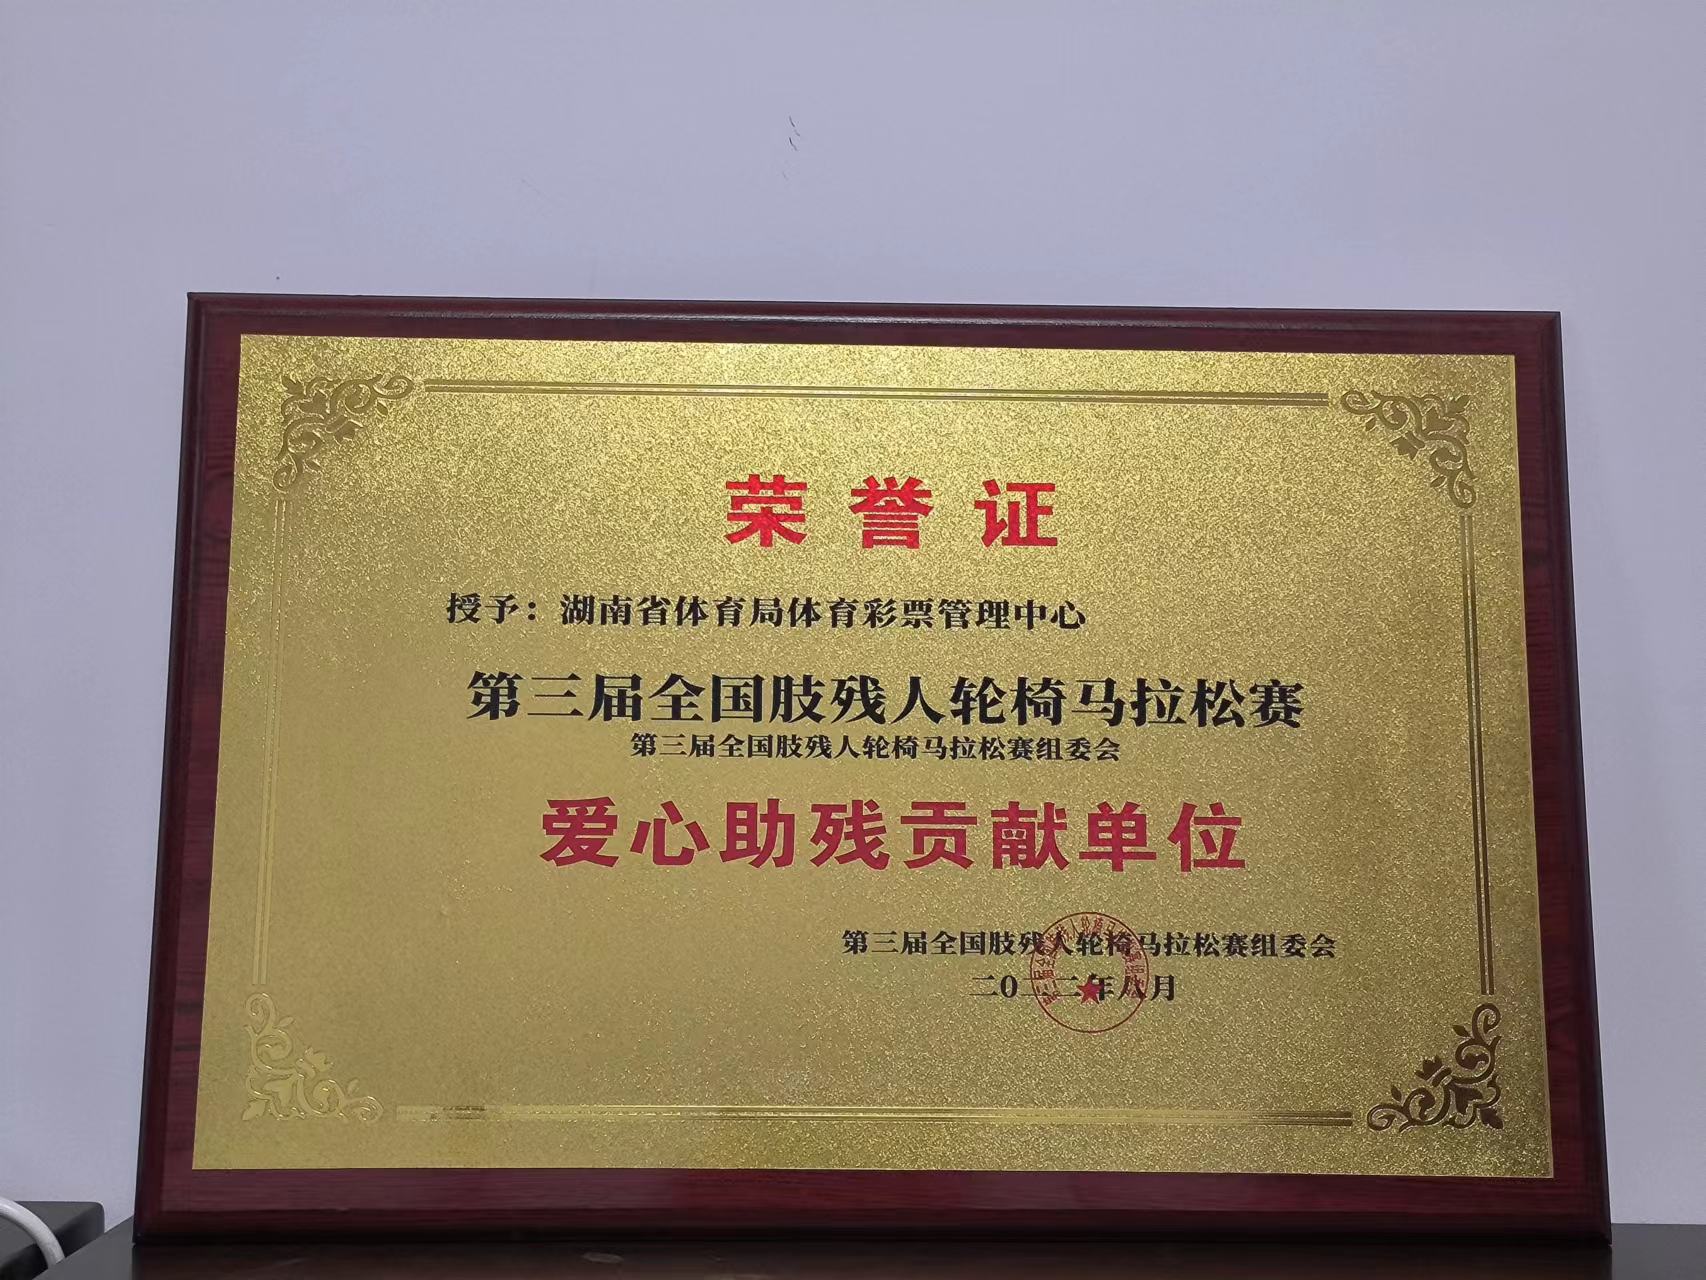 荣誉证
授予：湖南省体育局体育彩票管理中心
第三届全国肢残人轮椅马拉松赛
第三届全国肢残人轮椅马拉松赛组委会
爱心助残贡献单位
第三届全国肢残人轮椅马拉松赛组委会
二0二二年八月